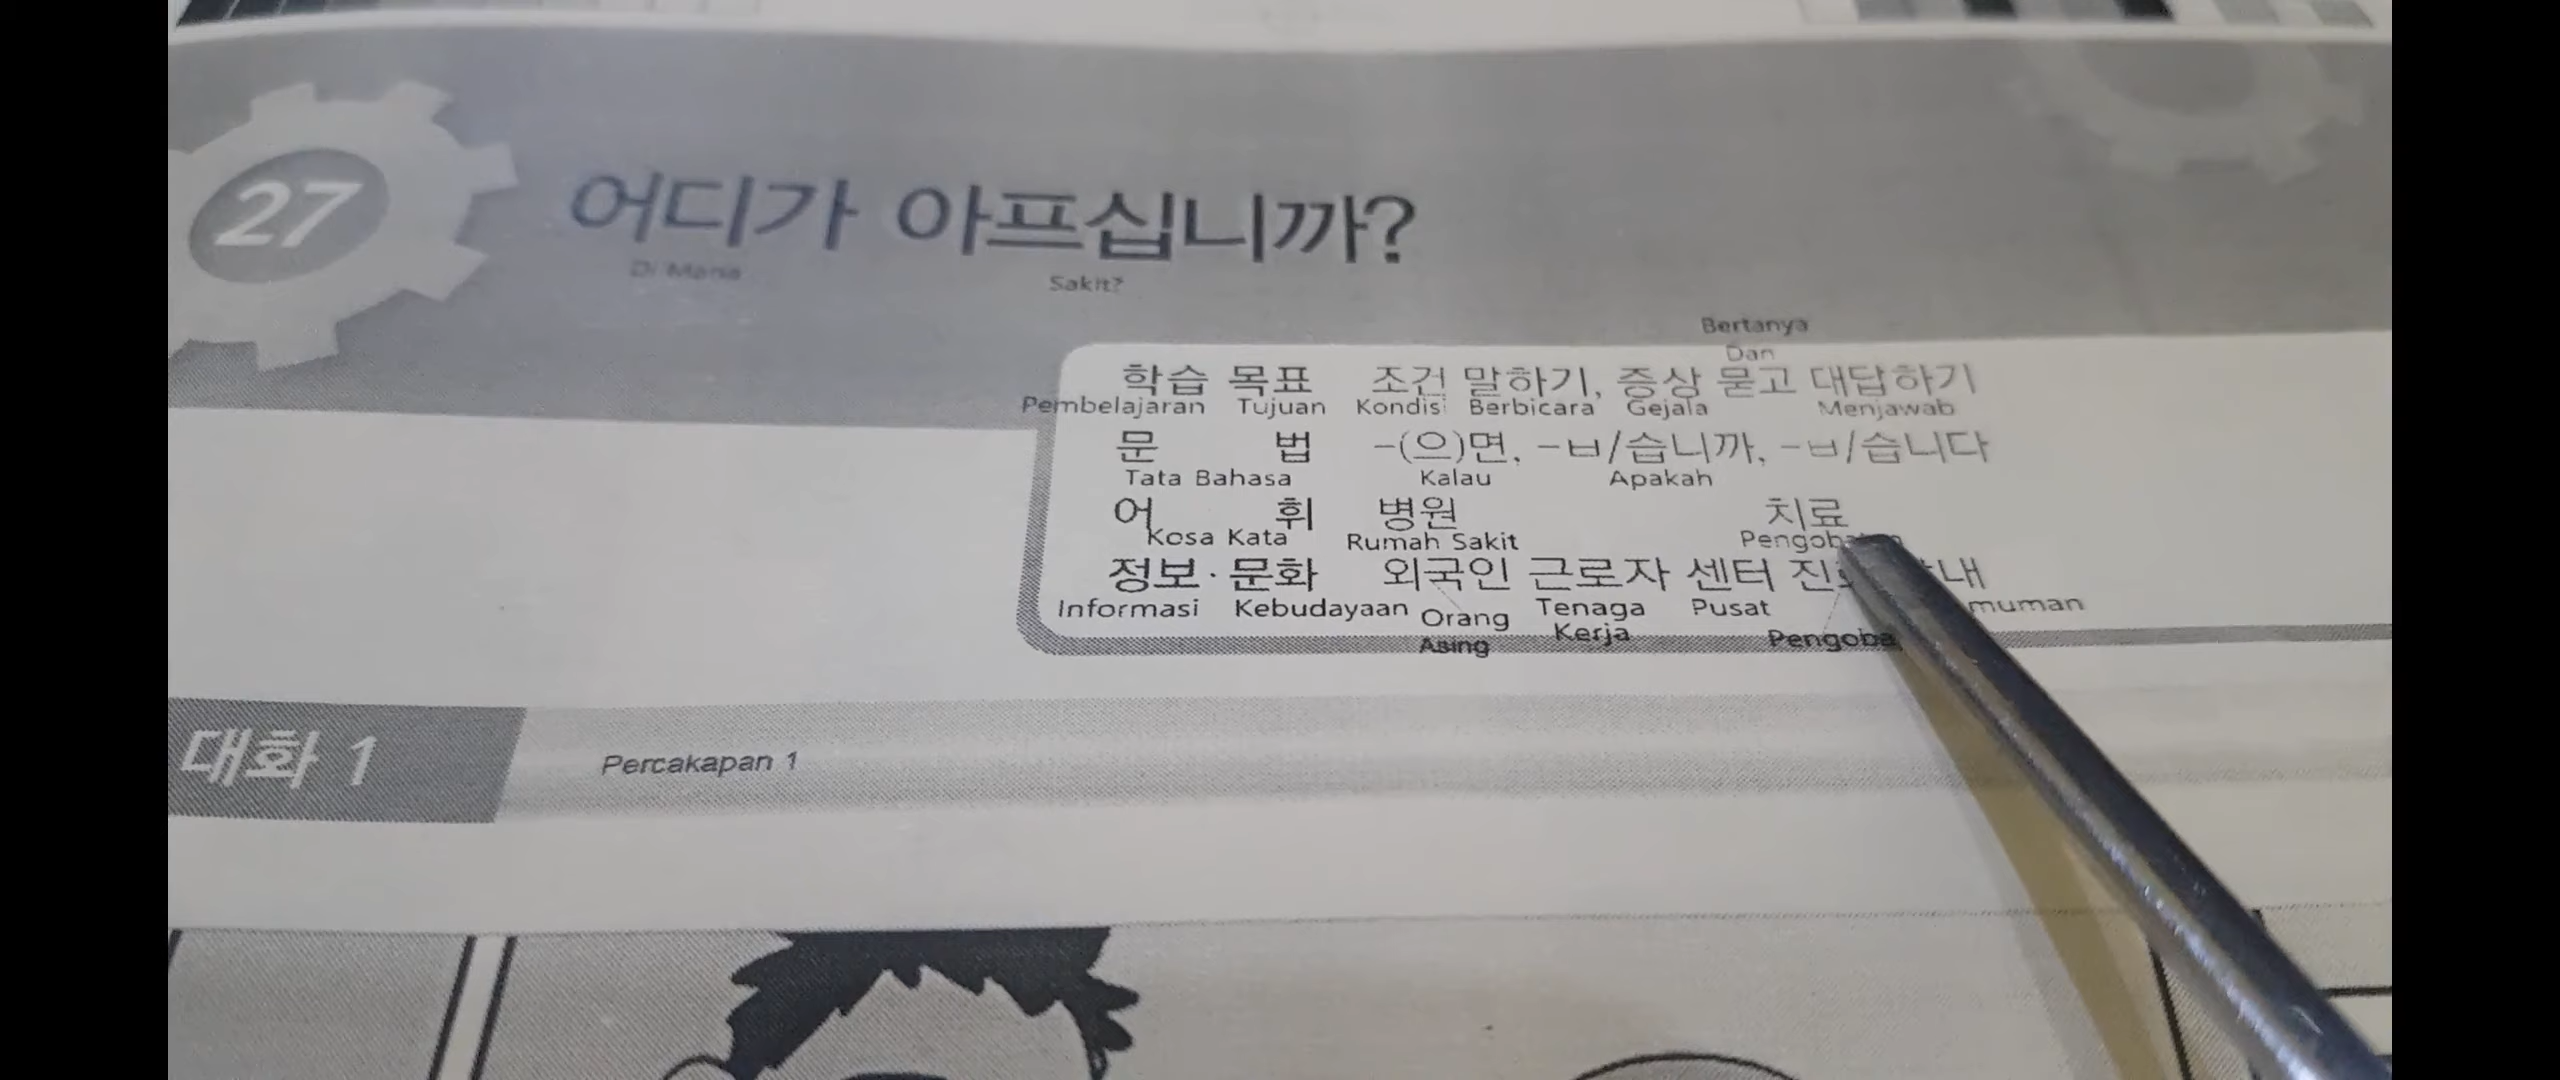 27
어디가 아프십니까?
Di Mana Sakit?
Bertanya
Dan
학습 목표 조건 말하기, 증상 묻고 대답하기
Pembelajaran Tujuan Kondisi Berbicara Gejala Menjawab
문 법 -(으)면, -ㅂ/습니까, -ㅂ/습니다
Tata Bahasa Kalau Apakah
어 휘 병원 치료
Kosa Kata Rumah Sakit
정보·문화 외국인 근로자 센터
Informasi Kebudayaan Orang Tenaga Pusat
Asing Kerja
대화 1 Percakapan 1